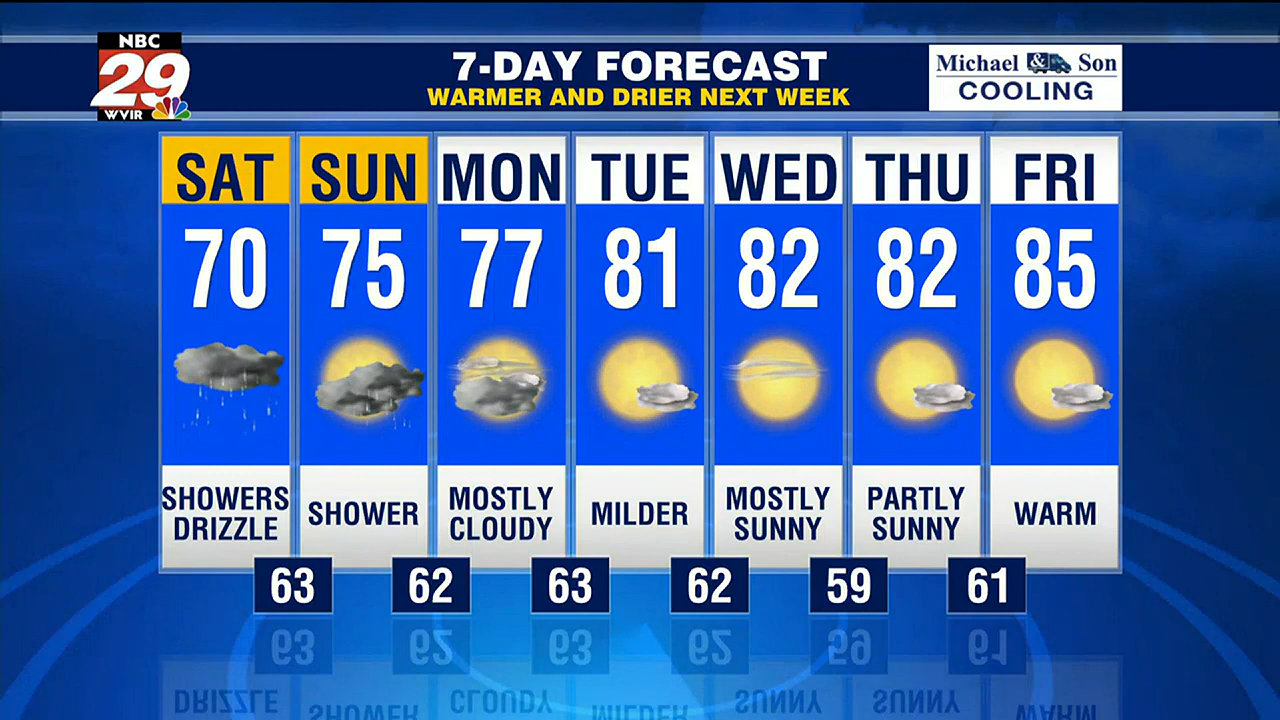 NBC
29
WVIR
7-DAY FORECAST
WARMER AND DRIER NEXT WEEK
Michael & Son
COOLING
SAT SUN MON TUE WED THU FRI
70 75 77 81 82 82 85
SHOWERS DRIZZLE
SHOWER
MOSTLY CLOUDY
MILDER
MOSTLY SUNNY
PARTLY SUNNY
WARM
63 62 63 62 59 61